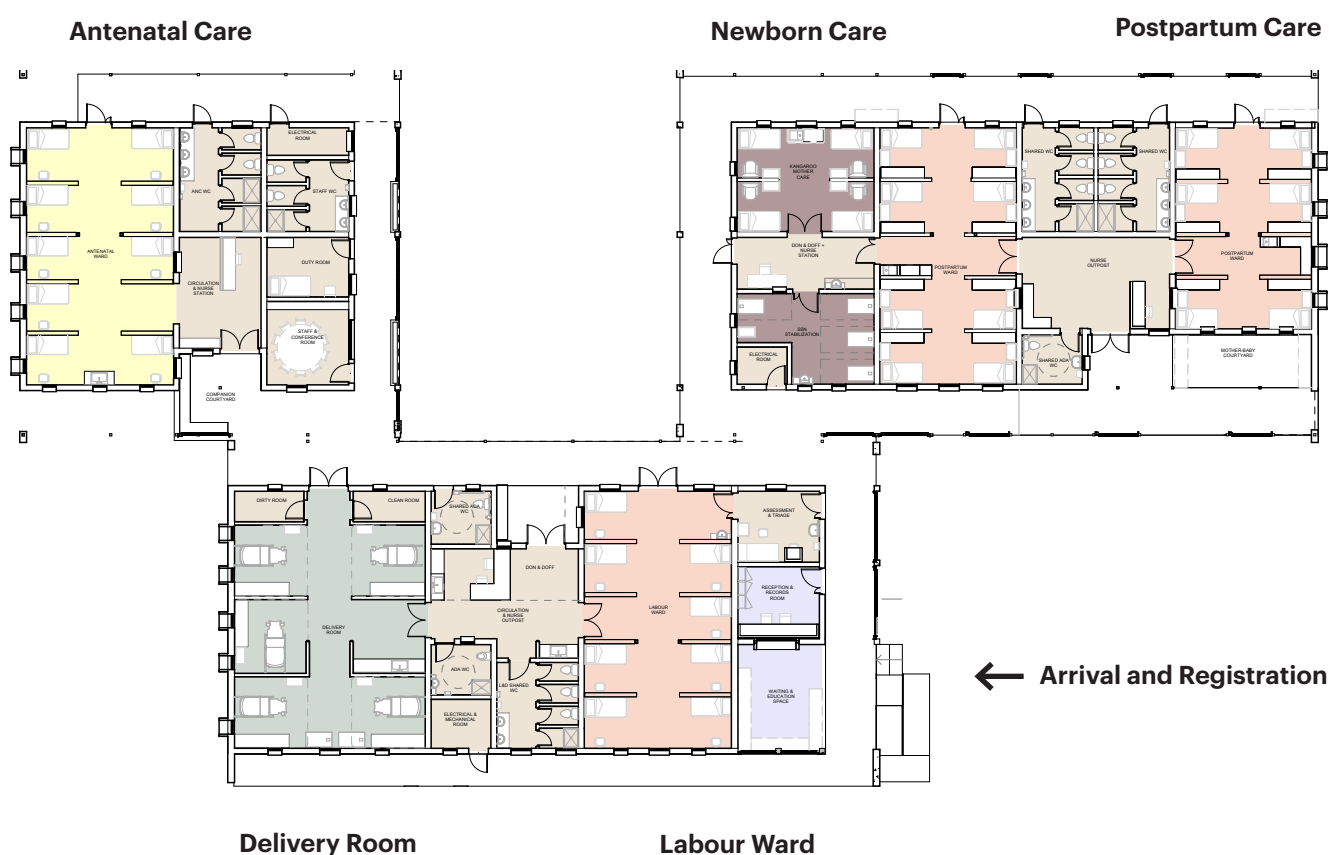 Antenatal Care
Newborn Care
Postpartum Care
ELECTRICAL
ROOM
ANC WC
STAFF WC
ANTENATAL
WARD
DUTY ROOM
CIRCULATION
& NURSE
STATION
STAFF &
CONFERENCE
ROOM
COMPANION
COURTYARD
KANGAROO
MOTHER
CARE
DON & DOFF +
NURSE
STATION
POSTPARTUM
WARD
SHARED WC
SHARED WC
NURSE
OUTPOST
POSTPARTUM
WARD
SBN
STABILIZATION
ELECTRICAL
ROOM
SHARED ADA
WC
MOTHER-BABY
COURTYARD
DIRTY ROOM
CLEAN ROOM
SHARED ADA
WC
DON & DOFF
ASSESSMENT
& TRIAGE
CIRCULATION
& NURSE
OUTPOST
LABOUR
WARD
RECEPTION &
RECORDS
ROOM
DELIVERY
ROOM
ADA WC
L&D SHARED
WC
ELECTRICAL &
MECHANICAL
ROOM
WAITING &
EDUCATION
SPACE
Arrival and Registration
Delivery Room
Labour Ward